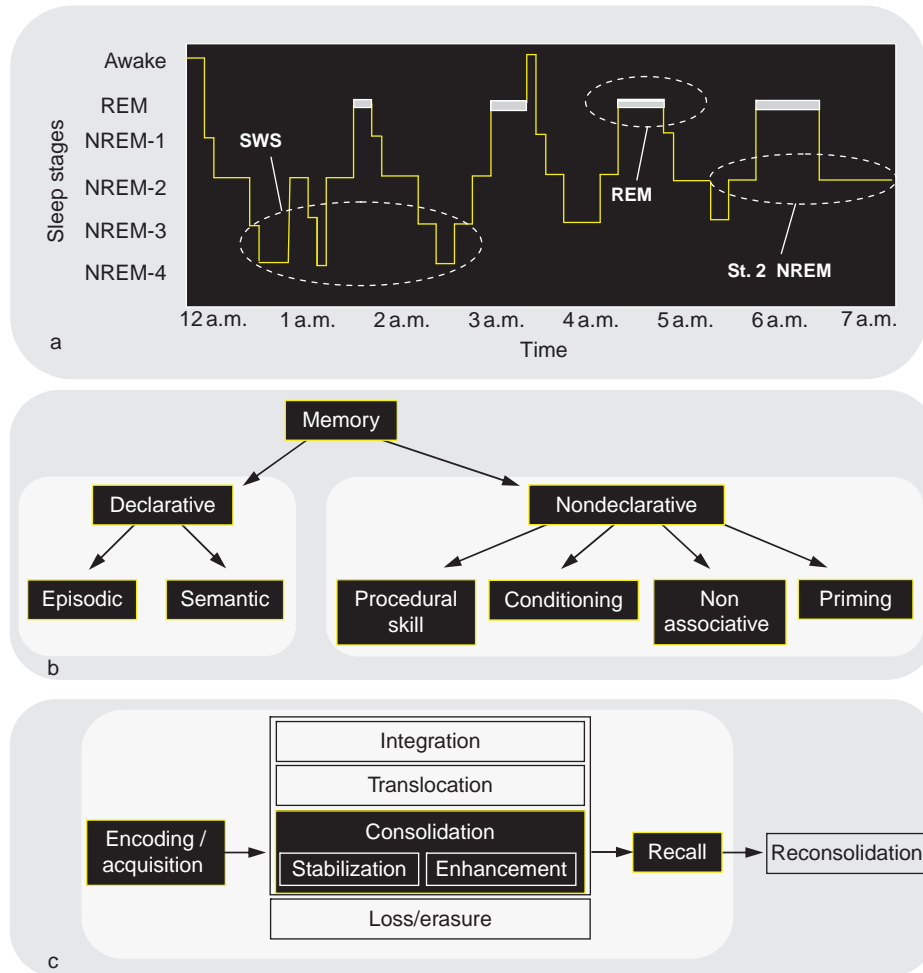 Sleep stages
Awake
REM
NREM-1
NREM-2
NREM-3
NREM-4
SWS
REM
St. 2 NREM
12 a.m. 1 a.m. 2 a.m. 3 a.m. 4 a.m. 5 a.m. 6 a.m. 7 a.m.
Time
a
Memory
Declarative
Nondeclarative
Episodic
Semantic
Procedural
skill
Conditioning
Non
associative
Priming
b
Integration
Translocation
Encoding /
acquisition
Consolidation
Stabilization
Enhancement
Recall
Reconsolidation
Loss/erasure
c